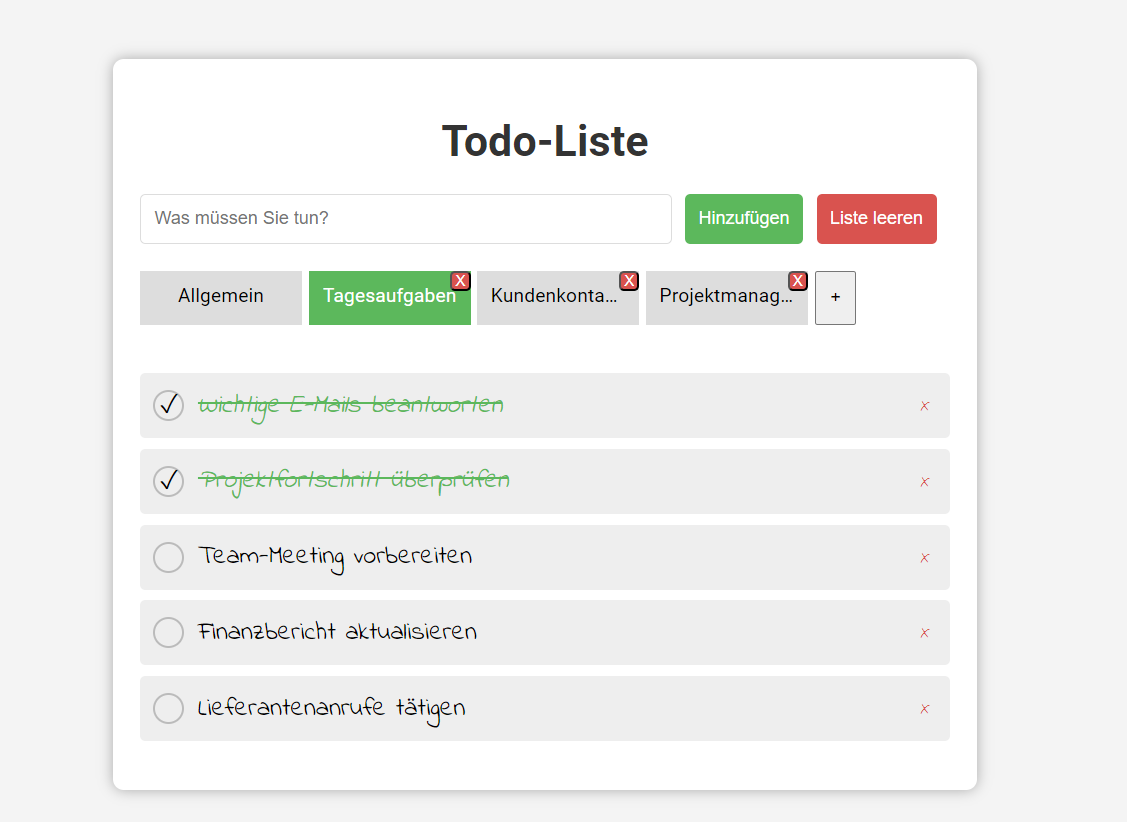 Todo-Liste
Was müssen Sie tun? Hinzufügen Liste leeren
Allgemein Tagesaufgaben X Kundenkonta... X Projektmanag... X +
✓ wichtige E-Mails beantworten x
✓ Projektfortschritt überprüfen x
Team-Meeting vorbereiten x
Finanzbericht aktualisieren x
Lieferantenanrufe tätigen x